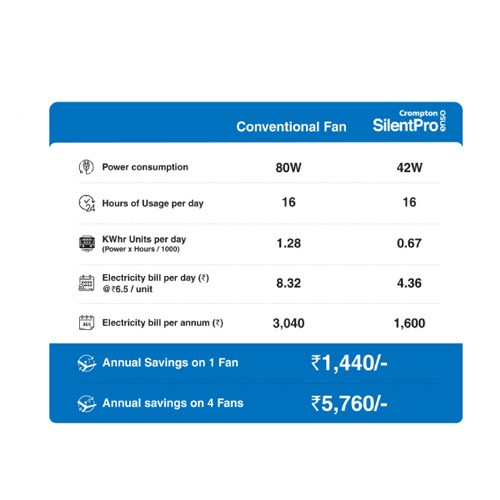 Conventional Fan
Crompton
SilentPro enso
Power consumption 80W 42W
24
Hours of Usage per day 16 16
KWhr Units per day
(Power x Hours / 1000)
1.28 0.67
Electricity bill per day (₹)
@ ₹6.5 / unit
8.32 4.36
Electricity bill per annum (₹) 3,040 1,600
Annual Savings on 1 Fan ₹1,440/-
Annual savings on 4 Fans ₹5,760/-